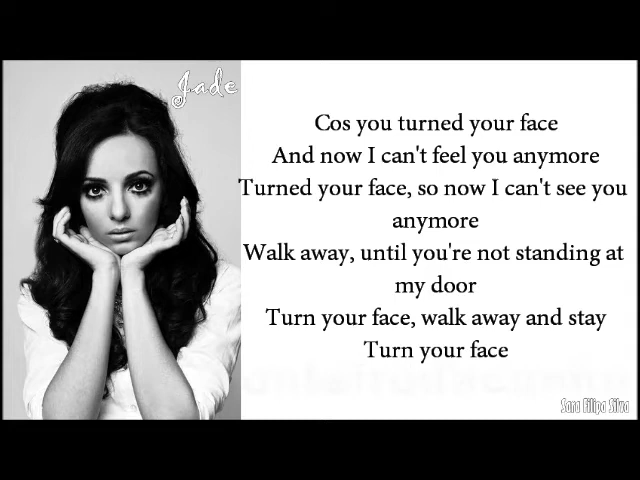 Jade
Cos you turned your face
And now I can't feel you anymore
Turned your face, so now I can't see you
anymore
Walk away, until you're not standing at
my door
Turn your face, walk away and stay
Turn your face
Sara Filipa Silva